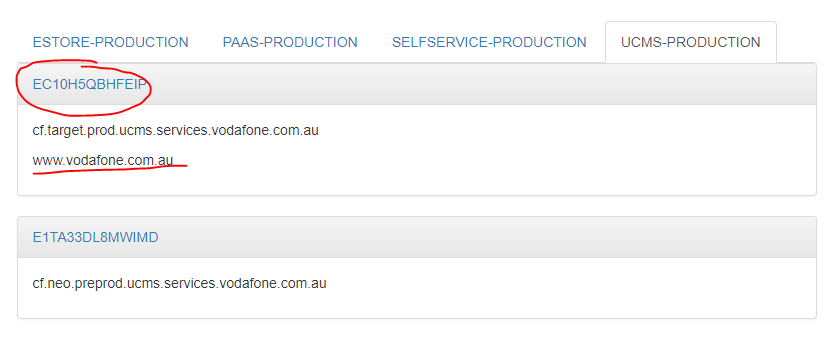 ESTORE-PRODUCTION PAAS-PRODUCTION SELFSERVICE-PRODUCTION UCMS-PRODUCTION
EC10H5QBHFEIP
cf.target.prod.ucms.services.vodafone.com.au
www.vodafone.com.au
E1TA33DL8MWIMD
cf.neo.preprod.ucms.services.vodafone.com.au